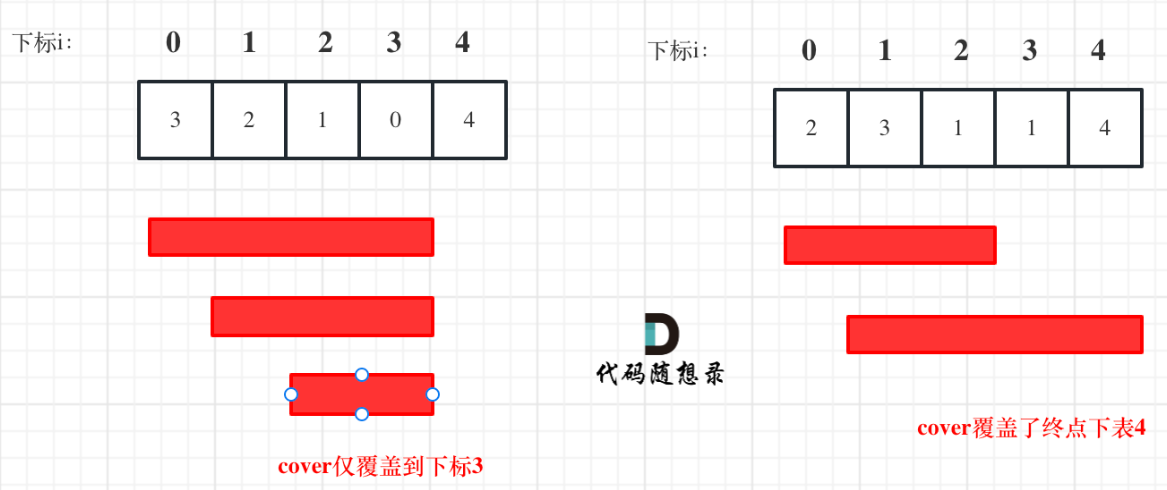 下标i:
0 1 2 3 4
3 2 1 0 4
cover仅覆盖到下标3
代码随想录
下标i:
0 1 2 3 4
2 3 1 1 4
cover覆盖了终点下表4